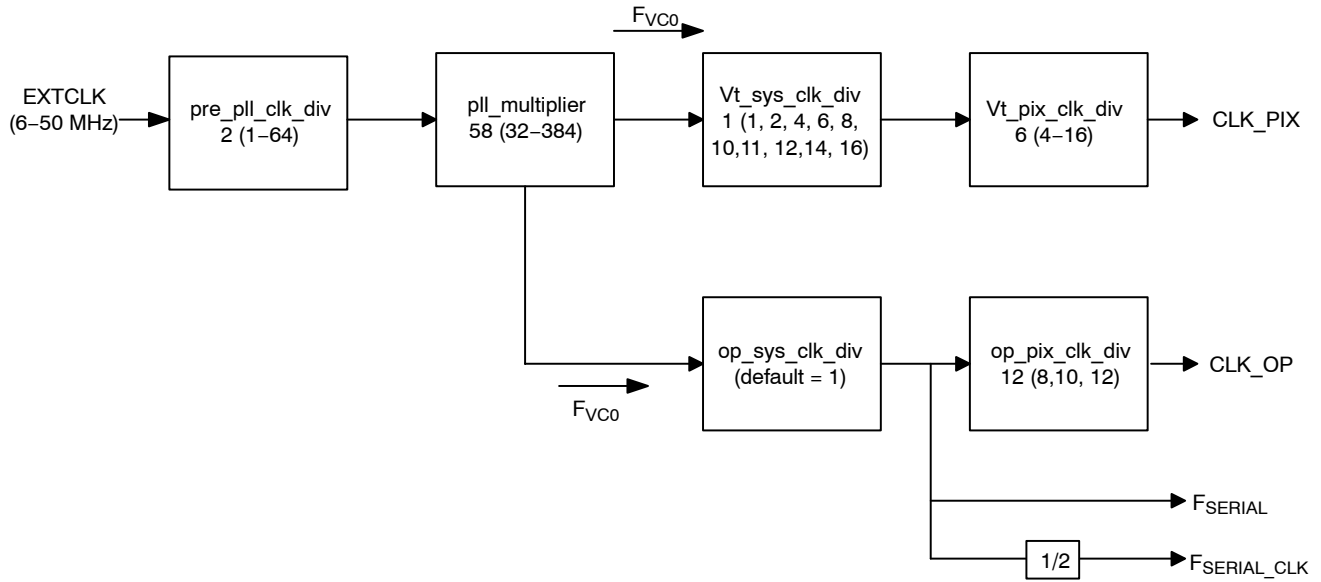 F_VC0
EXTCLK
(6–50 MHz)
pre_pll_clk_div
2 (1–64)
pll_multiplier
58 (32–384)
Vt_sys_clk_div
1 (1, 2, 4, 6, 8,
10,11, 12,14, 16)
Vt_pix_clk_div
6 (4–16)
CLK_PIX
op_sys_clk_div
(default = 1)
op_pix_clk_div
12 (8,10, 12)
CLK_OP
F_VC0
F_SERIAL
1/2
F_SERIAL_CLK